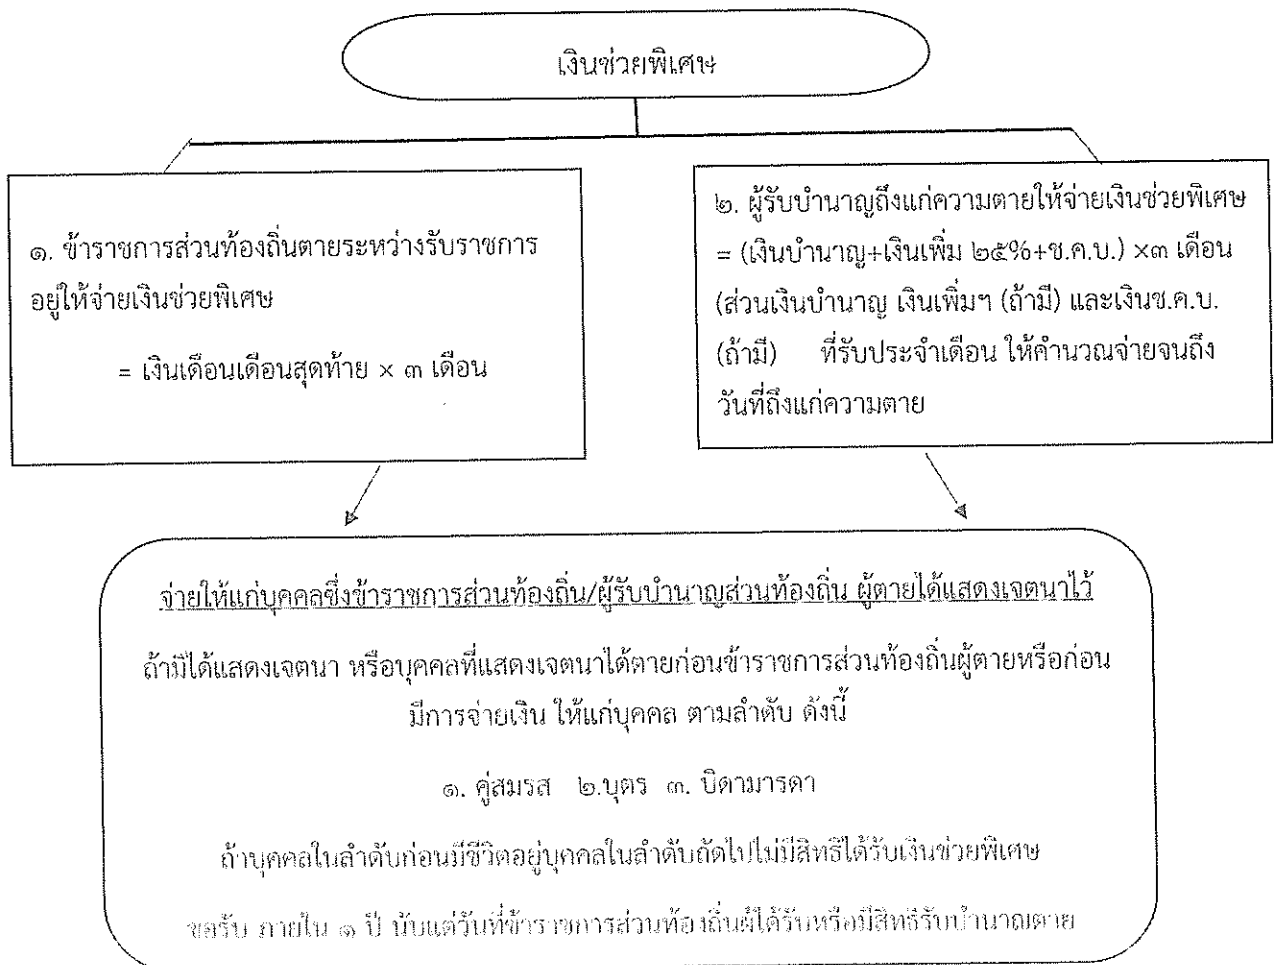 เงินช่วยพิเศษ
๑. ข้าราชการส่วนท้องถิ่นตายระหว่างรับราชการ
อยู่ให้จ่ายเงินช่วยพิเศษ
= เงินเดือนเดือนสุดท้าย × ๓ เดือน
๒. ผู้รับบำนาญถึงแก่ความตายให้จ่ายเงินช่วยพิเศษ
= (เงินบำนาญ+เงินเพิ่ม ๒๕%+ช.ค.บ.) ×๓ เดือน
(ส่วนเงินบำนาญ เงินเพิ่มฯ (ถ้ามี) และเงินช.ค.บ.
(ถ้ามี) ที่รับประจำเดือน ให้คำนวณจ่ายจนถึง
วันที่ถึงแก่ความตาย
จ่ายให้แก่บุคคลซึ่งข้าราชการส่วนท้องถิ่น/ผู้รับบำนาญส่วนท้องถิ่น ผู้ตายได้แสดงเจตนาไว้
ถ้ามิได้แสดงเจตนา หรือบุคคลที่แสดงเจตนาได้ตายก่อนข้าราชการส่วนท้องถิ่นผู้ตายหรือก่อน
มีการจ่ายเงิน ให้แก่บุคคล ตามลำดับ ดังนี้
๑. คู่สมรส ๒.บุตร ๓. บิดามารดา
ถ้าบุคคลในลำดับก่อนมีชีวิตอยู่บุคคลในลำดับถัดไปไม่มีสิทธิได้รับเงินช่วยพิเศษ
ขอรับ ภายใน ๑ ปี นับแต่วันที่ข้าราชการส่วนท้องถิ่นผู้ได้รับหรือมีสิทธิรับบำนาญตาย